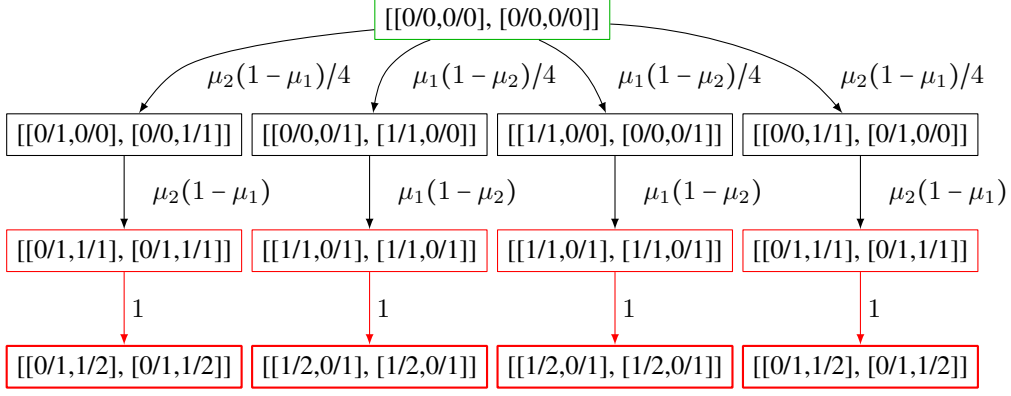 [[0/0,0/0], [0/0,0/0]]
μ₂(1 − μ₁)/4 μ₁(1 − μ₂)/4 μ₁(1 − μ₂)/4 μ₂(1 − μ₁)/4
[[0/1,0/0], [0/0,1/1]] [[0/0,0/1], [1/1,0/0]] [[1/1,0/0], [0/0,0/1]] [[0/0,1/1], [0/1,0/0]]
μ₂(1 − μ₁) μ₁(1 − μ₂) μ₁(1 − μ₂) μ₂(1 − μ₁)
[[0/1,1/1], [0/1,1/1]] [[1/1,0/1], [1/1,0/1]] [[1/1,0/1], [1/1,0/1]] [[0/1,1/1], [0/1,1/1]]
1 1 1 1
[[0/1,1/2], [0/1,1/2]] [[1/2,0/1], [1/2,0/1]] [[1/2,0/1], [1/2,0/1]] [[0/1,1/2], [0/1,1/2]]